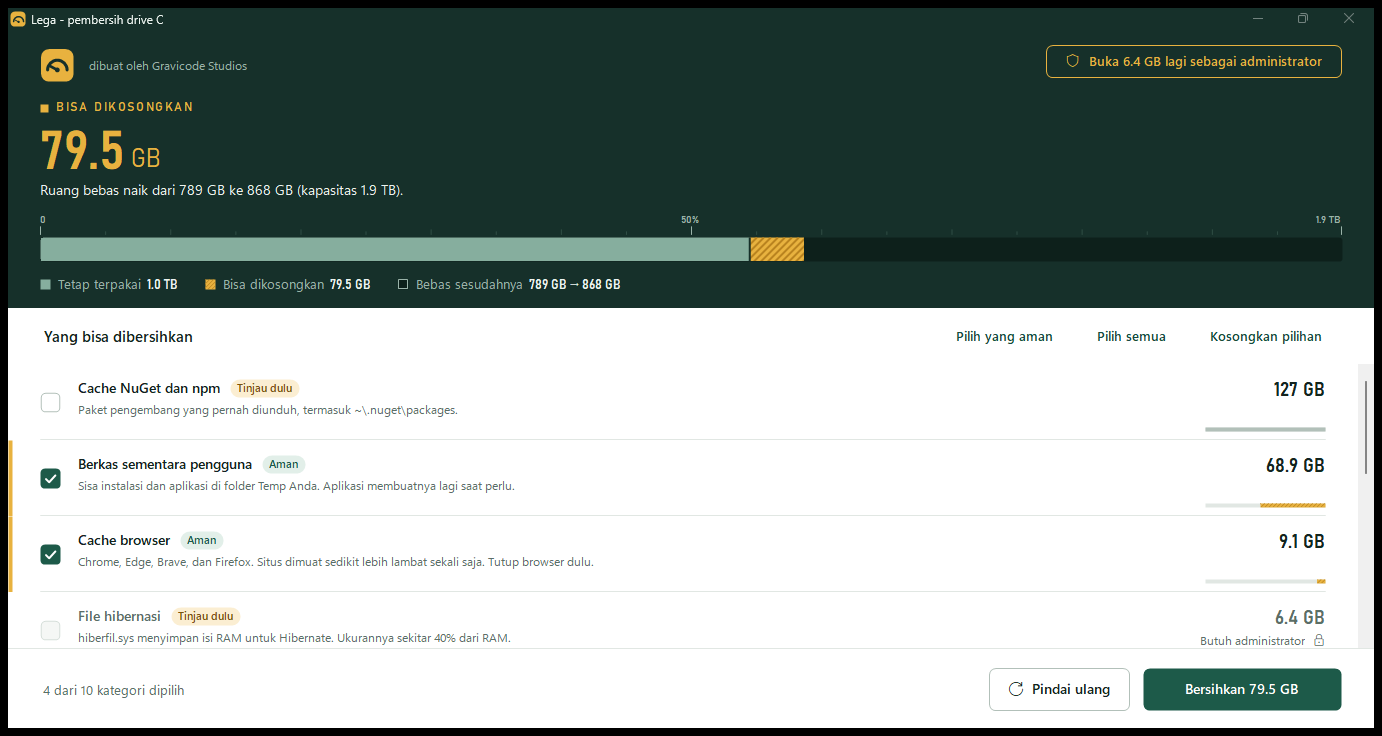 Lega - pembersih drive C
dibuat oleh Gravicode Studios
Buka 6.4 GB lagi sebagai administrator
BISA DIKOSONGKAN
79.5 GB
Ruang bebas naik dari 789 GB ke 868 GB (kapasitas 1.9 TB).
0 50% 1.9 TB
Tetap terpakai 1.0 TB Bisa dikosongkan 79.5 GB Bebas sesudahnya 789 GB → 868 GB
Yang bisa dibersihkan Pilih yang aman Pilih semua Kosongkan pilihan
Cache NuGet dan npm Tinjau dulu 127 GB
Paket pengembang yang pernah diunduh, termasuk ~\.nuget\packages.
Berkas sementara pengguna Aman 68.9 GB
Sisa instalasi dan aplikasi di folder Temp Anda. Aplikasi membuatnya lagi saat perlu.
Cache browser Aman 9.1 GB
Chrome, Edge, Brave, dan Firefox. Situs dimuat sedikit lebih lambat sekali saja. Tutup browser dulu.
File hibernasi Tinjau dulu 6.4 GB
hiberfil.sys menyimpan isi RAM untuk Hibernate. Ukurannya sekitar 40% dari RAM. Butuh administrator
4 dari 10 kategori dipilih Pindai ulang Bersihkan 79.5 GB